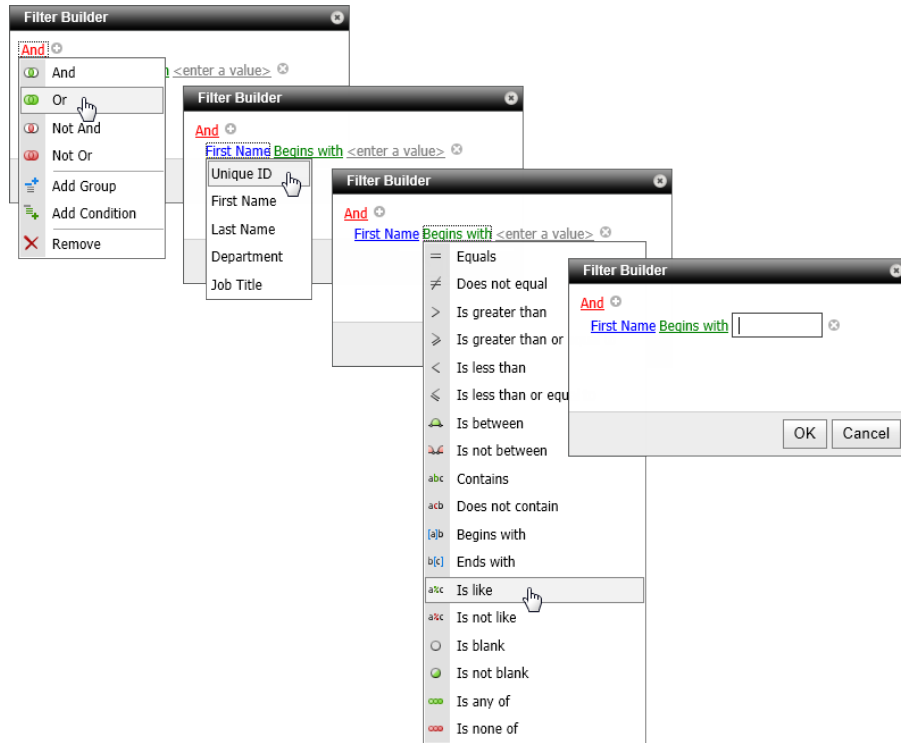 Filter Builder
And
And
Or
Not And
Not Or
Add Group
Add Condition
Remove
<enter a value>
Filter Builder
And
First Name Begins with <enter a value>
Unique ID
First Name
Last Name
Department
Job Title
Filter Builder
And
First Name Begins with <enter a value>
= Equals
≠ Does not equal
> Is greater than
⩾ Is greater than or
< Is less than
⩽ Is less than or equ
Is between
Is not between
abc Contains
acb Does not contain
[a]b Begins with
b[c] Ends with
a%c Is like
a%c Is not like
Is blank
Is not blank
Is any of
Is none of
Filter Builder
And
First Name Begins with
OK Cancel